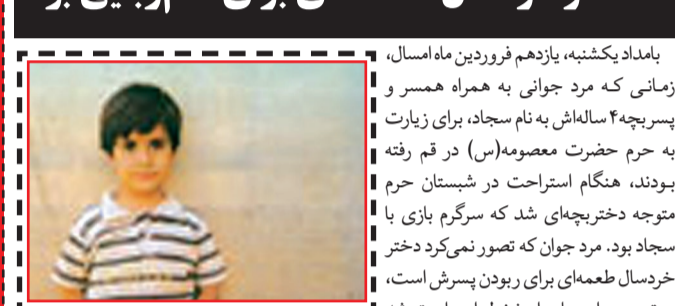 بامداد یکشنبه، یازدهم فروردین ماه امسال،
زمانی که مرد جوانی به همراه همسر و
پسربچه ۴ ساله‌اش به نام سجاد، برای زیارت
به حرم حضرت معصومه(س) در قم رفته
بودند، هنگام استراحت در شبستان حرم
متوجه دختربچه‌ای شد که سرگرم بازی با
سجاد بود. مرد جوان که تصور نمی‌کرد دختر
خردسال طعمه‌ای برای ربودن پسرش است،